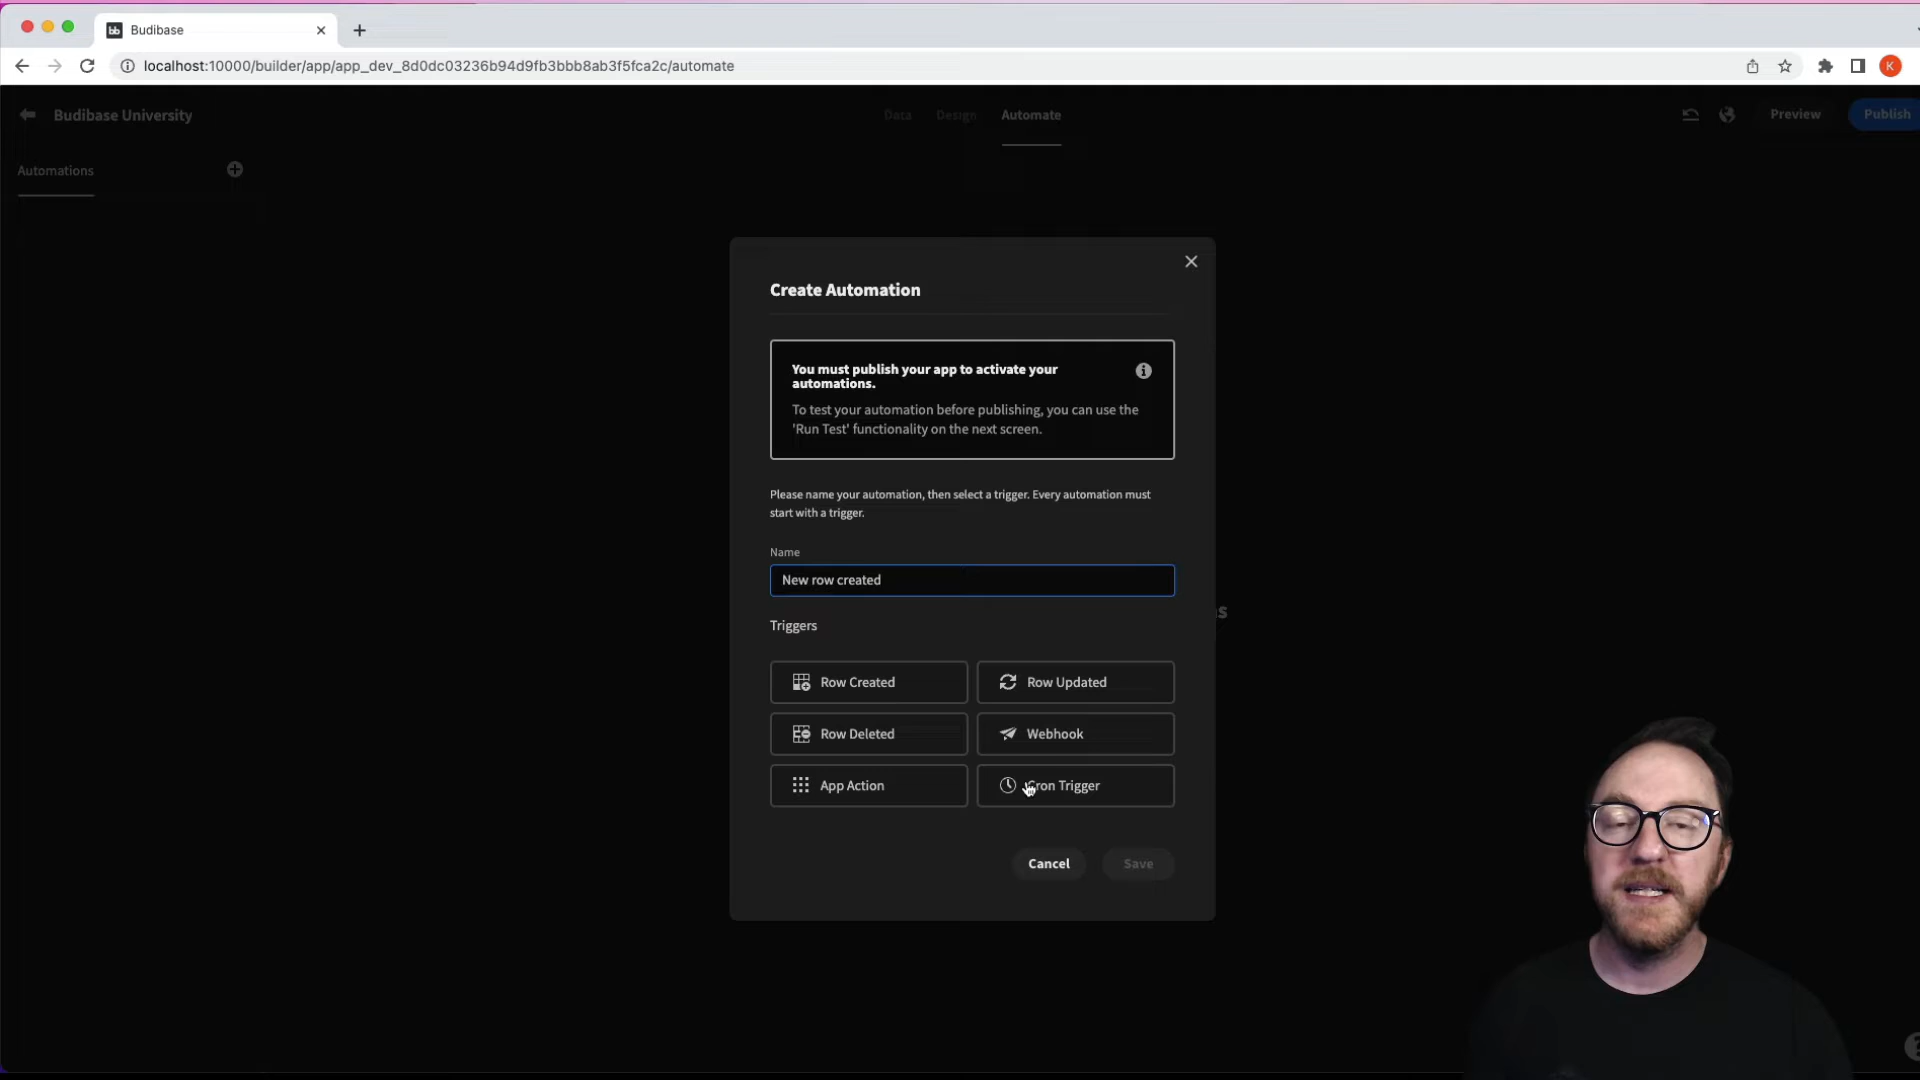 Budibase
localhost:10000/builder/app/app_dev_8d0dc03236b94d9fb3bbb8ab3f5fca2c/automate
K
Budibase University
Data
Design
Automate
Preview
Publish
Automations
Create Automation
You must publish your app to activate your
automations.
To test your automation before publishing, you can use the
'Run Test' functionality on the next screen.
Please name your automation, then select a trigger. Every automation must
start with a trigger.
Name
New row created
Triggers
Row Created
Row Updated
Row Deleted
Webhook
App Action
Cron Trigger
Cancel
Save